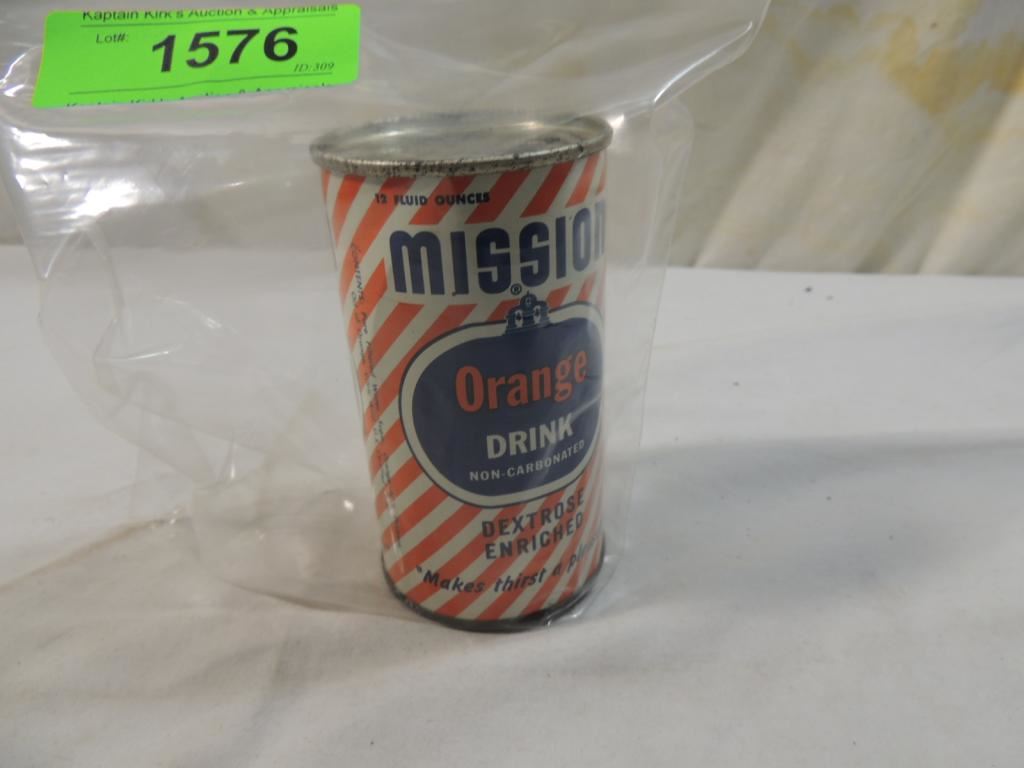 Kaptain Kirk's Auction & Appraisals
Lot#: 1576
ID:309
12 FLUID OUNCES
MISSION
®
Orange
DRINK
NON-CARBONATED
DEXTROSE
ENRICHED
"Makes thirst a